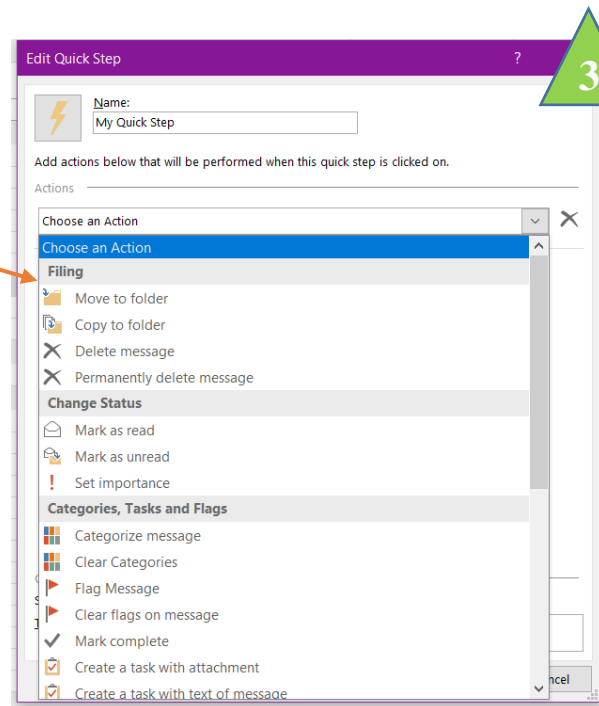 Edit Quick Step
?
3
Name:
My Quick Step
Add actions below that will be performed when this quick step is clicked on.
Actions
Choose an Action
Choose an Action
Filing
Move to folder
Copy to folder
Delete message
Permanently delete message
Change Status
Mark as read
Mark as unread
Set importance
Categories, Tasks and Flags
Categorize message
Clear Categories
Flag Message
Clear flags on message
Mark complete
Create a task with attachment
Create a task with text of message